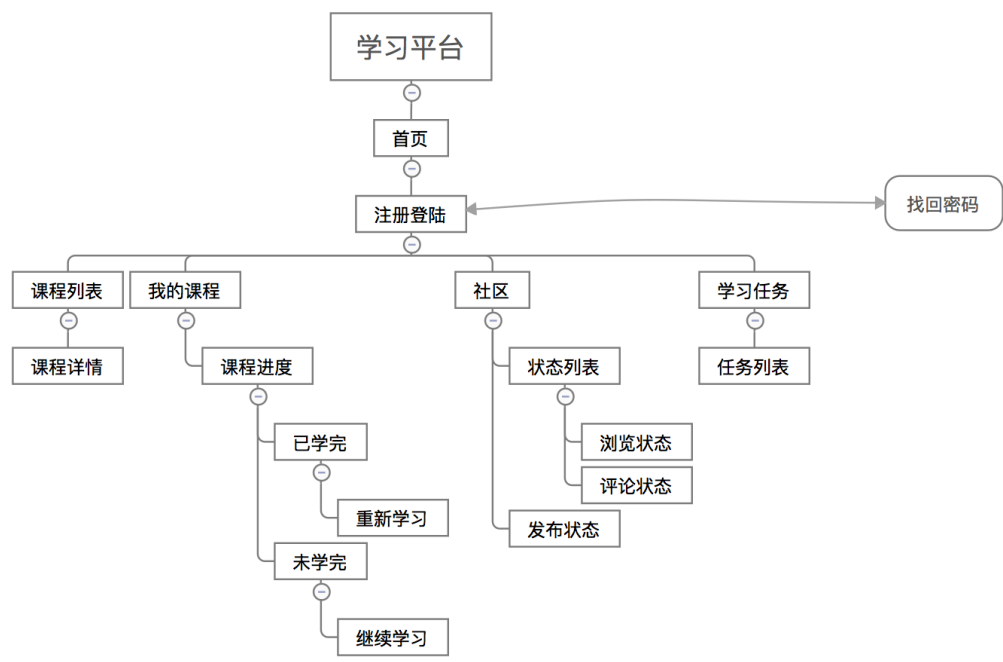 学习平台
首页
注册登陆
找回密码
课程列表
我的课程
社区
学习任务
课程详情
课程进度
状态列表
任务列表
已学完
浏览状态
评论状态
重新学习
发布状态
未学完
继续学习